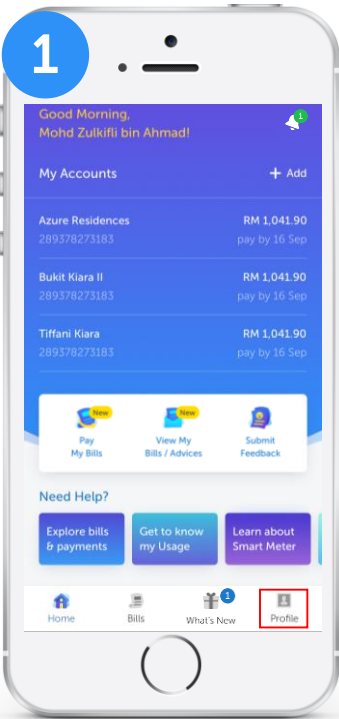 1
Good Morning,
Mohd Zulkifli bin Ahmad!
1
My Accounts
+ Add
Azure Residences
RM 1,041.90
289378273183
pay by 16 Sep
Bukit Kiara II
RM 1,041.90
289378273183
pay by 16 Sep
Tiffani Kiara
RM 1,041.90
289378273183
pay by 16 Sep
New
New
Pay
My Bills
View My
Bills / Advices
Submit
Feedback
Need Help?
Explore bills
& payments
Get to know
my Usage
Learn about
Smart Meter
1
Home
Bills
What's New
Profile